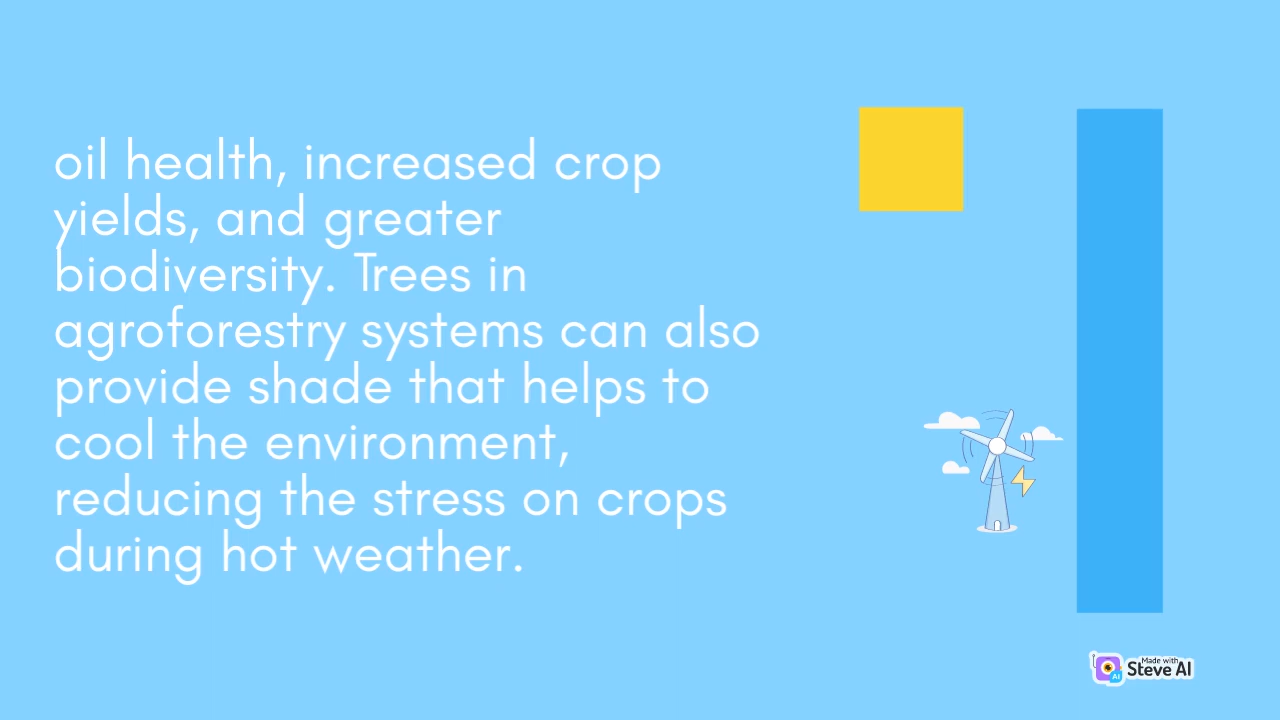 oil health, increased crop
yields, and greater
biodiversity. Trees in
agroforestry systems can also
provide shade that helps to
cool the environment,
reducing the stress on crops
during hot weather.
Made with
AI Steve AI